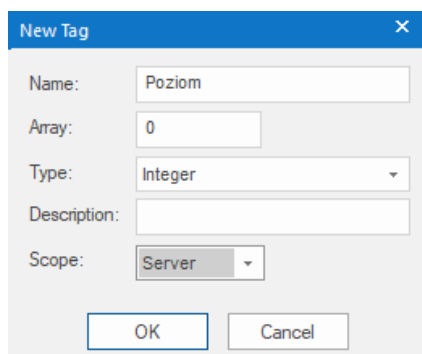 New Tag
Name: Poziom
Array: 0
Type: Integer
Description:
Scope: Server
OK Cancel